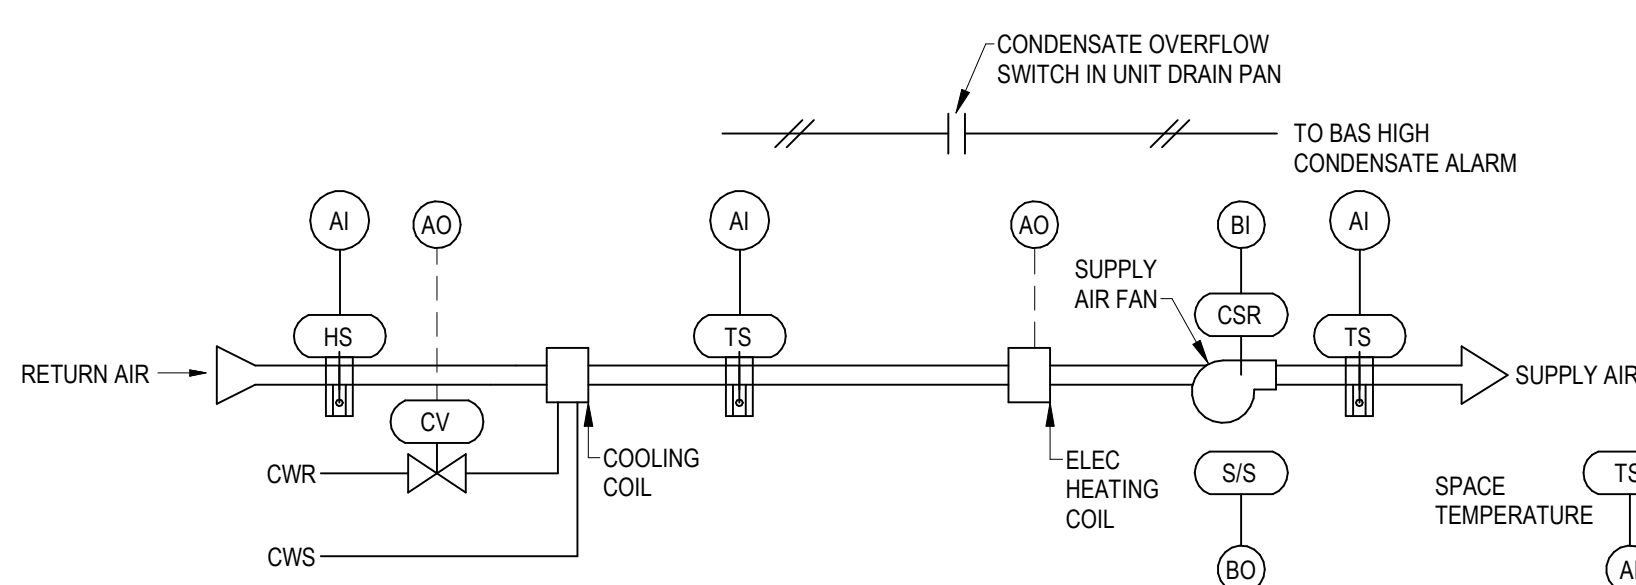 CONDENSATE OVERFLOW
SWITCH IN UNIT DRAIN PAN
TO BAS HIGH
CONDENSATE ALARM
AI
AO
AI
AO
BI
AI
SUPPLY
AIR FAN
HS
TS
CSR
TS
RETURN AIR
SUPPLY AIR
CV
COOLING
COIL
ELEC
HEATING
COIL
CWR
S/S
SPACE
TEMPERATURE
TS
CWS
BO